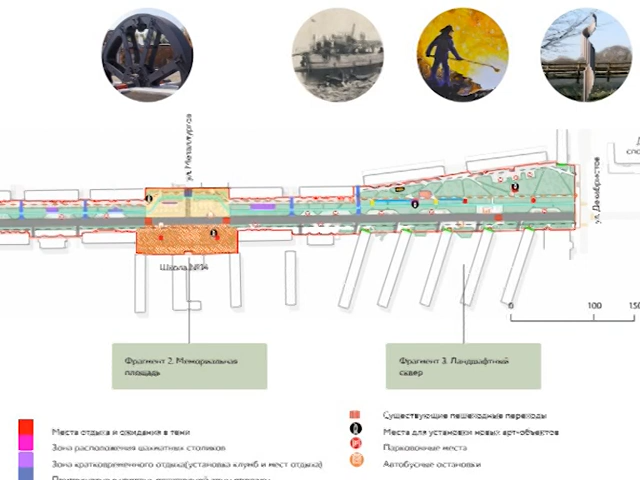 ул. Металлургов
ул. Декабристов
Школа №14
0 100 150
Фрагмент 2. Мемориальная
площадь
Фрагмент 3. Ландшафтный
сквер
Места отдыха и ожидания в тени
Зона расположения шахматных столиков
Зона кратковременного отдыха(установка клумб и мест отдыха)
Существующие пешеходные переходы
Места для установки новых арт-объектов
Парковочные места
Автобусные остановки